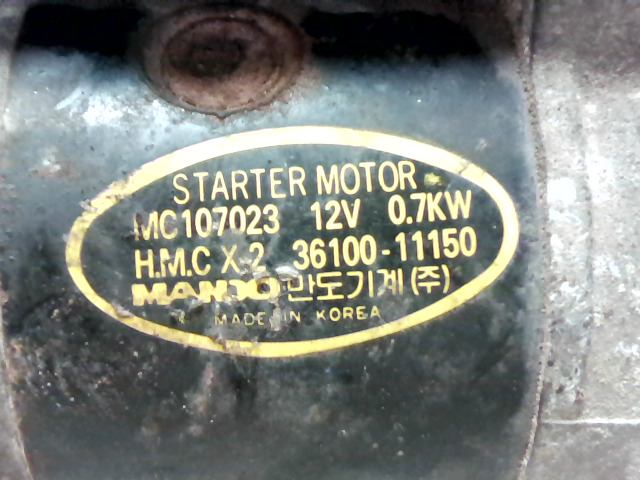 STARTER MOTOR
MC107023 12V 0.7KW
H.M.C X-2 36100-11150
MANDO 만도기계(주)
MADE IN KOREA